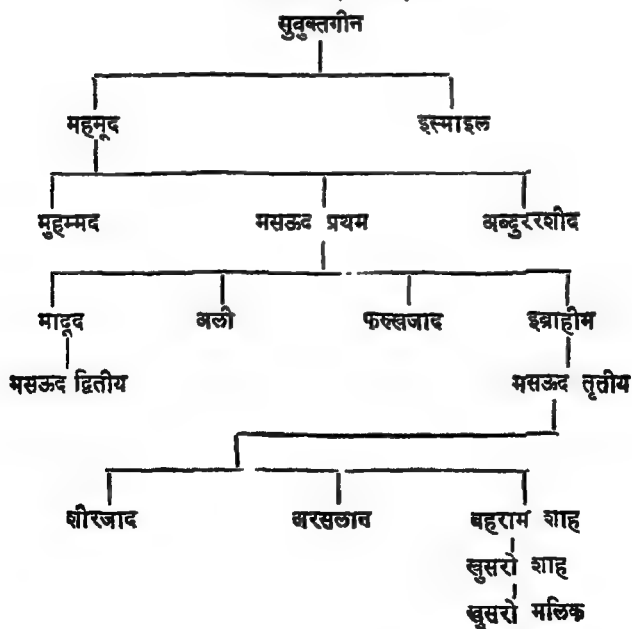 सुवुक्तगीन
महमूद इस्माइल
मुहम्मद मसऊद प्रथम अब्दुररशीद
मादूद अली फरुखजाद इब्राहीम
मसऊद द्वितीय मसऊद तृतीय
शीरजाद अरसलान बहराम शाह
खुसरो शाह
खुसरो मलिक